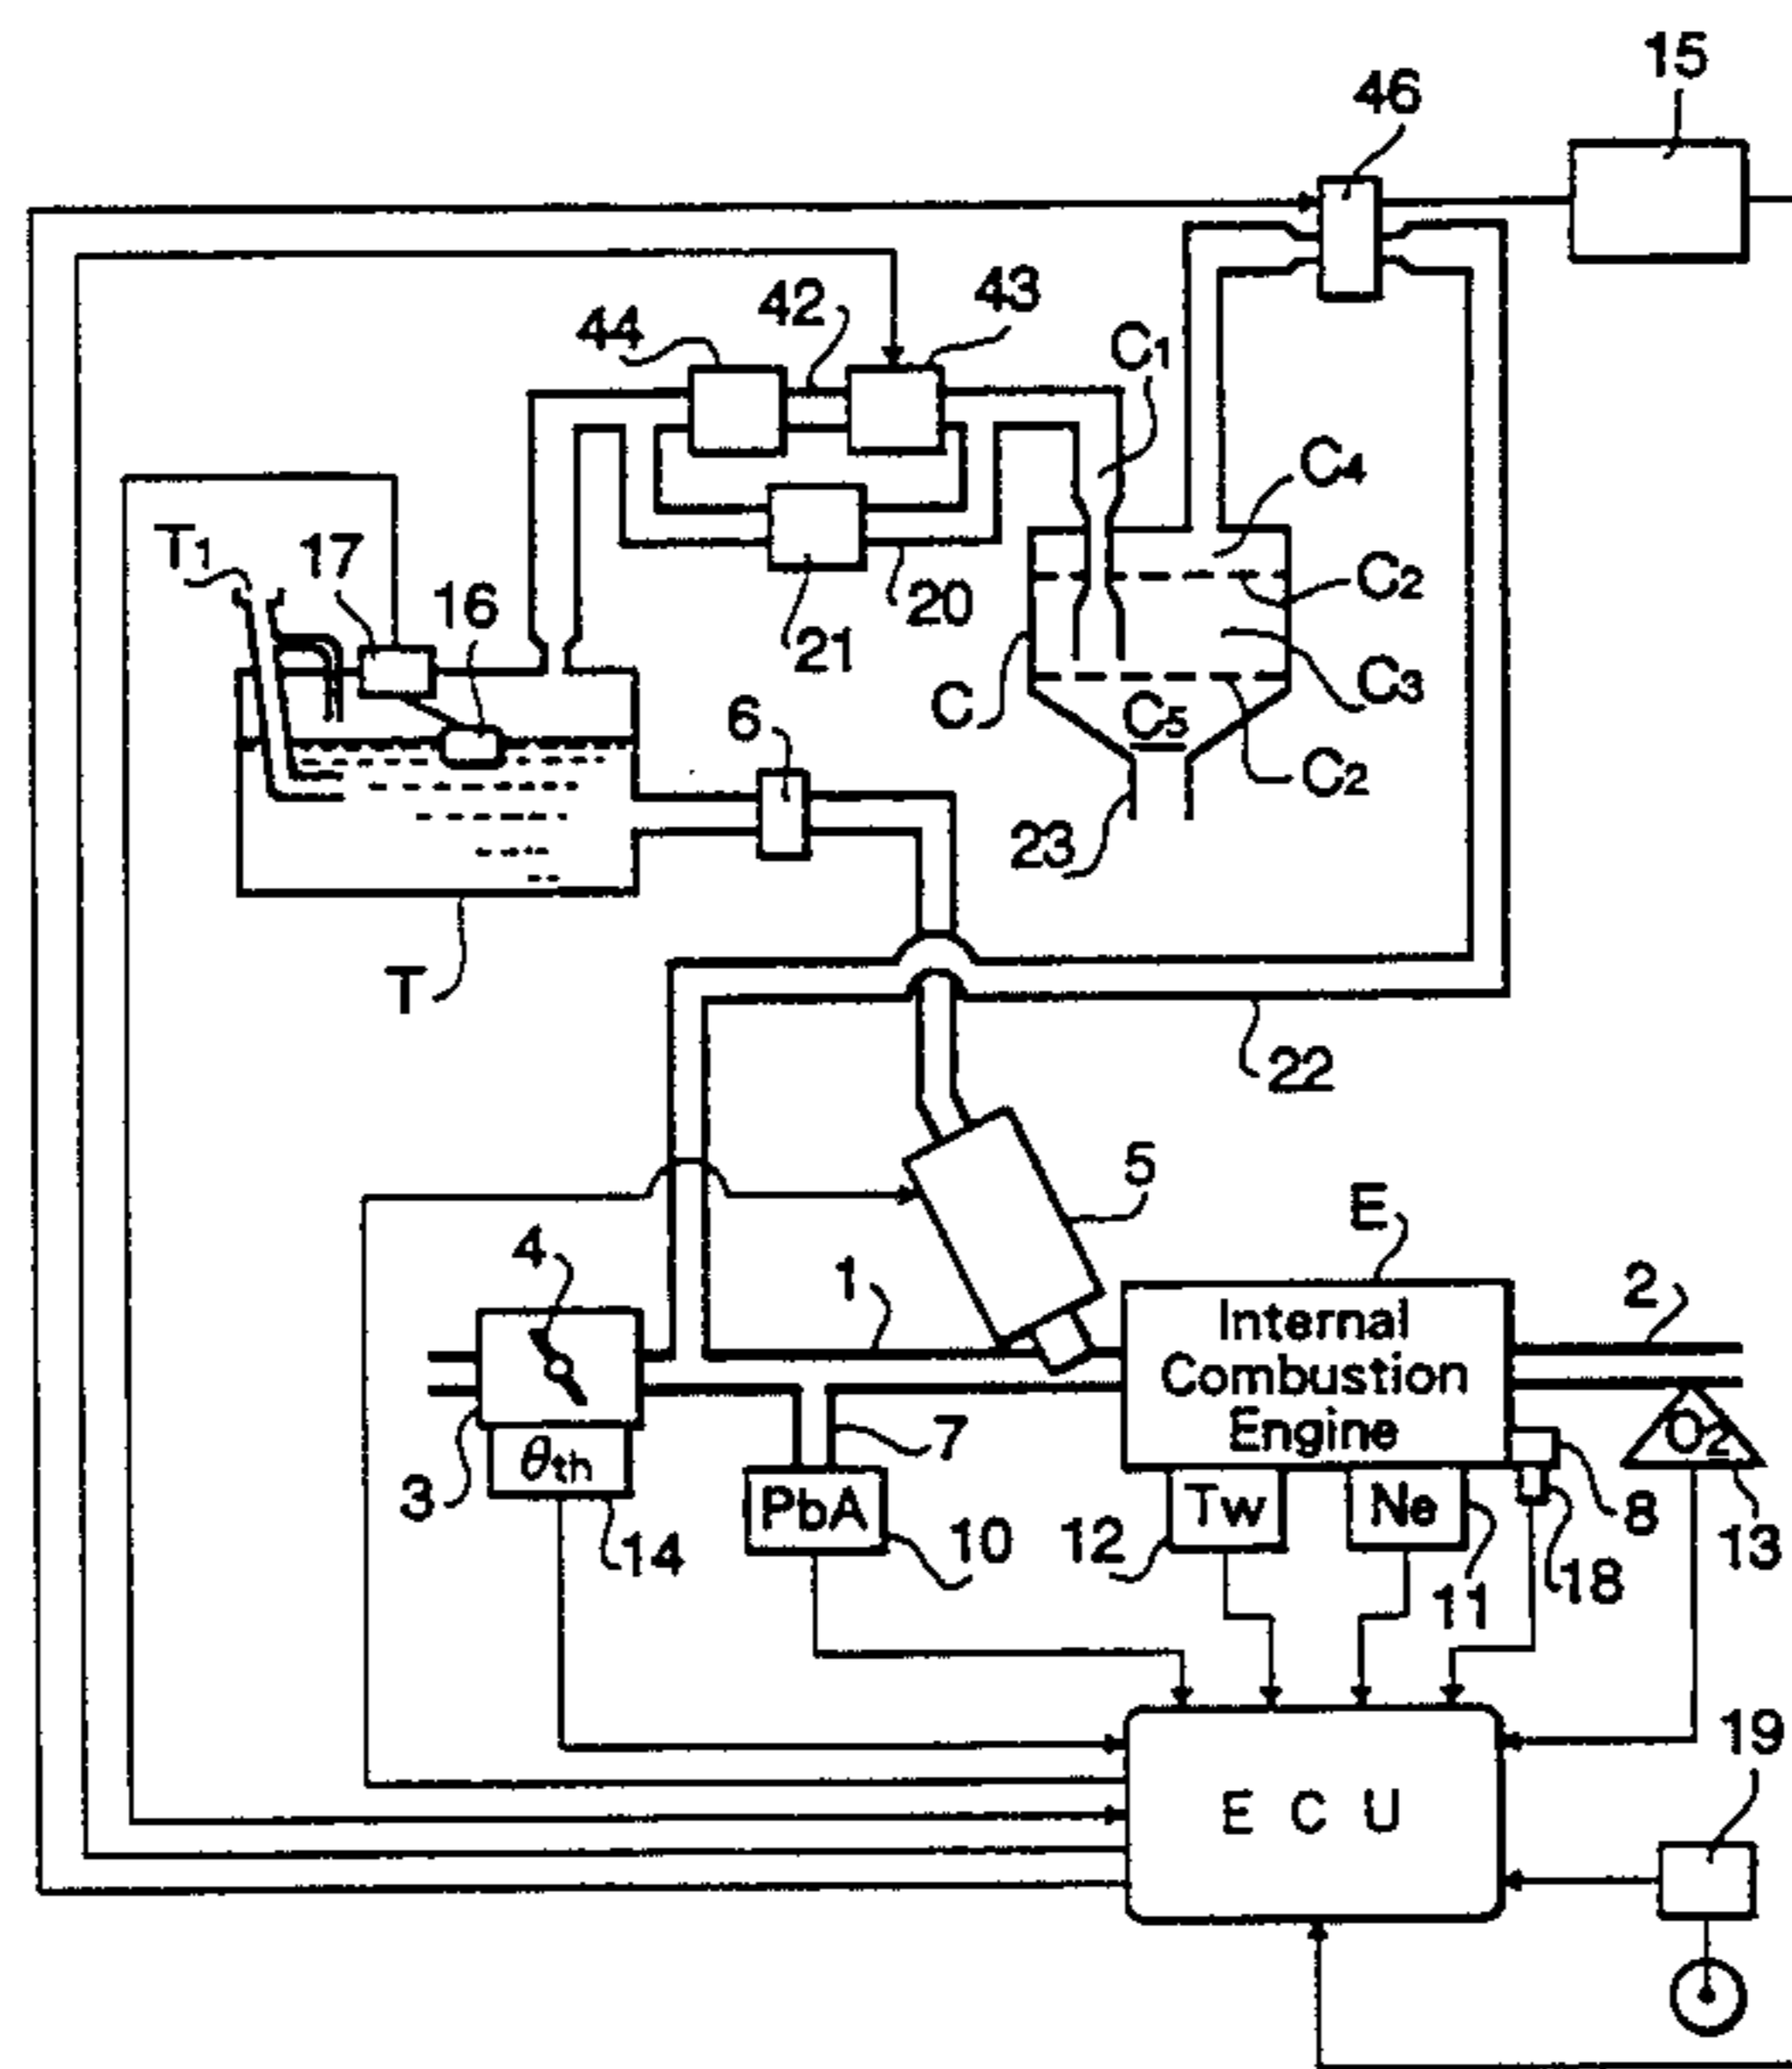 15
46
44
42
43
C1
C4
T1
17
16
21
20
C2
C
C3
C5
6
C2
23
T
22
5
E
4
1
2
Internal
Combustion
Engine
O2
3
θth
7
PbA
Tw
Ne
8
14
10
12
11
18
13
19
E C U